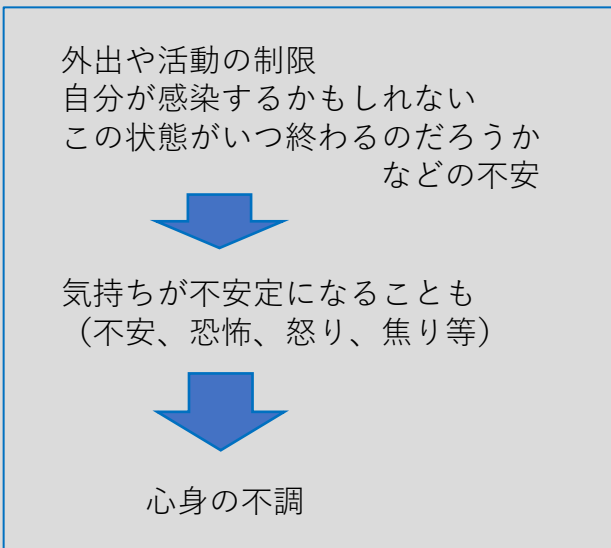 外出や活動の制限
自分が感染するかもしれない
この状態がいつ終わるのだろうか
などの不安
気持ちが不安定になることも
（不安、恐怖、怒り、焦り等）
心身の不調